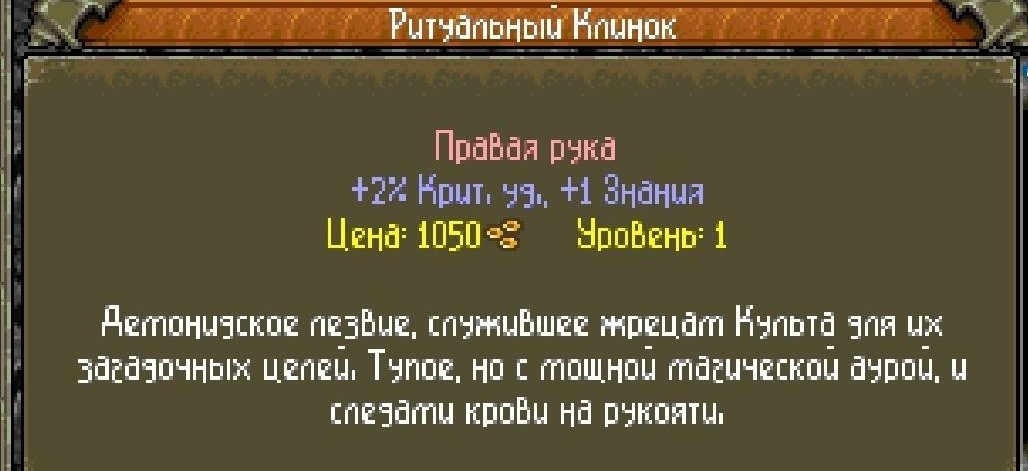 Ритуальный Клинок
Правая рука
+2% Крит. уд., +1 Знания
Цена: 1050 Уровень: 1
Демонидское лезвие, служившее жрецам Культа для их
загадочных целей. Тупое, но с мощной магической аурой, и
следами крови на рукояти.